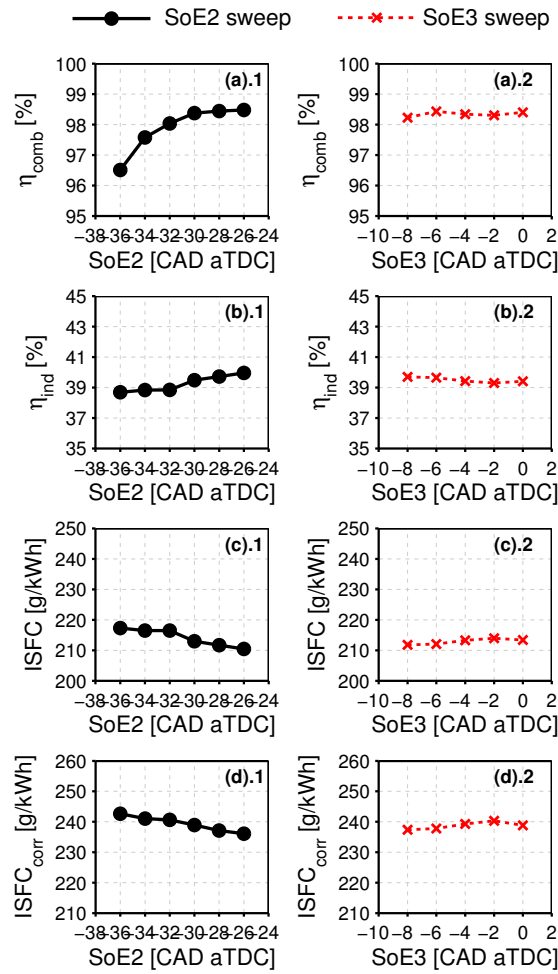 SoE2 sweep SoE3 sweep
100
99
98
97
96
95
ηcomb [%]
(a).1
−38−36−34−32−30−28−26−24
SoE2 [CAD aTDC]
100
99
98
97
96
95
ηcomb [%]
(a).2
−10 −8 −6 −4 −2 0 2
SoE3 [CAD aTDC]
45
43
41
39
37
35
ηind [%]
(b).1
−38−36−34−32−30−28−26−24
SoE2 [CAD aTDC]
45
43
41
39
37
35
ηind [%]
(b).2
−10 −8 −6 −4 −2 0 2
SoE3 [CAD aTDC]
250
240
230
220
210
200
ISFC [g/kWh]
(c).1
−38−36−34−32−30−28−26−24
SoE2 [CAD aTDC]
250
240
230
220
210
200
ISFC [g/kWh]
(c).2
−10 −8 −6 −4 −2 0 2
SoE3 [CAD aTDC]
260
250
240
230
220
210
ISFCcorr [g/kWh]
(d).1
−38−36−34−32−30−28−26−24
SoE2 [CAD aTDC]
260
250
240
230
220
210
ISFCcorr [g/kWh]
(d).2
−10 −8 −6 −4 −2 0 2
SoE3 [CAD aTDC]